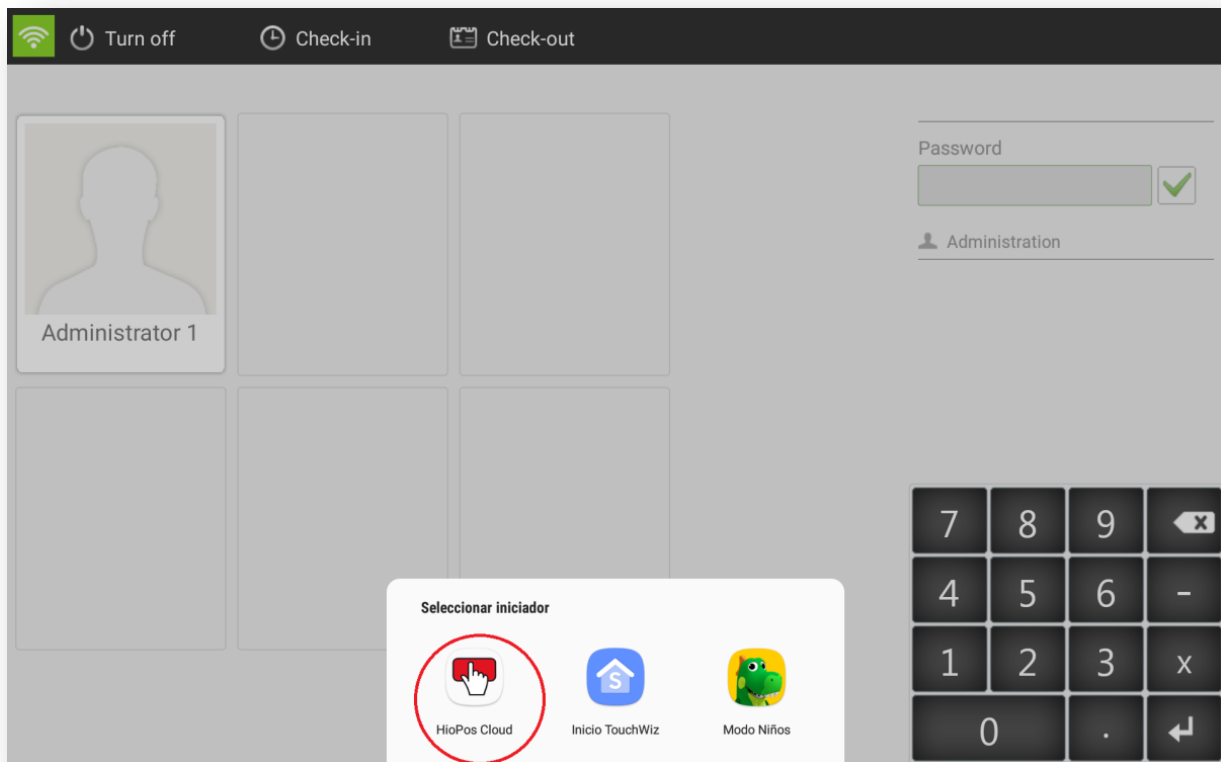 Turn off Check-in Check-out
Password
Administration
Administrator 1
7 8 9 x
4 5 6 -
1 2 3 x
0 .
Seleccionar iniciador
S
HioPos Cloud Inicio TouchWiz Modo Niños